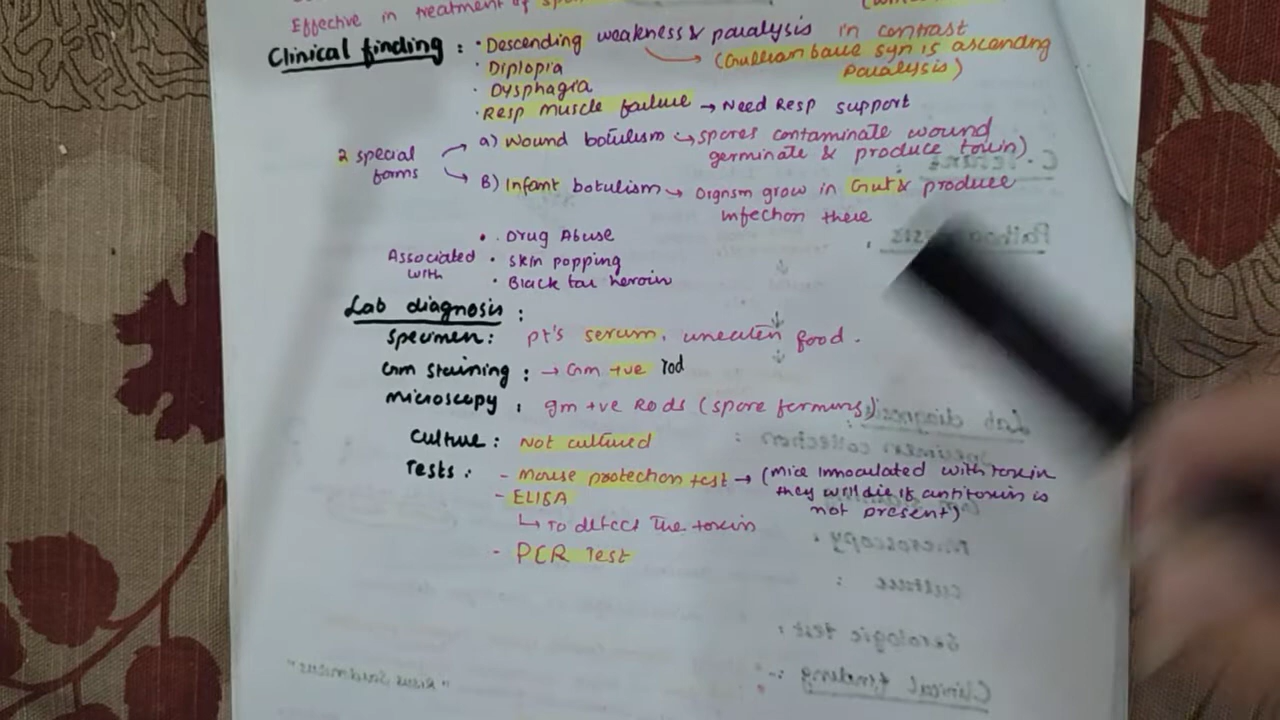 Effective in treatment of
Clinical finding : · Descending weakness & paralysis in contrast
(Gullian baue syn is ascending
paralysis)
· Diplopia
· Dysphagia
· Resp muscle failure → Need Resp support
2 special forms
a) Wound botulism → spores contaminate wound
germinate & produce toxin)
B) Infant botulism → Orgnsm grow in Gut & produce
infection there
Associated with
· Drug Abuse
· skin popping
· Black tar heroin
Lab diagnosis :
specimen : pt's serum, uneaten food.
Gm staining : → Gm +ve rod
microscopy : gm +ve Rods (spore forming)
culture : Not cultured
Tests : - Mouse protection test → (mice innoculated with toxin
they will die if antitoxin is
not present)
- ELISA
↳ To detect the toxin
- PCR Test